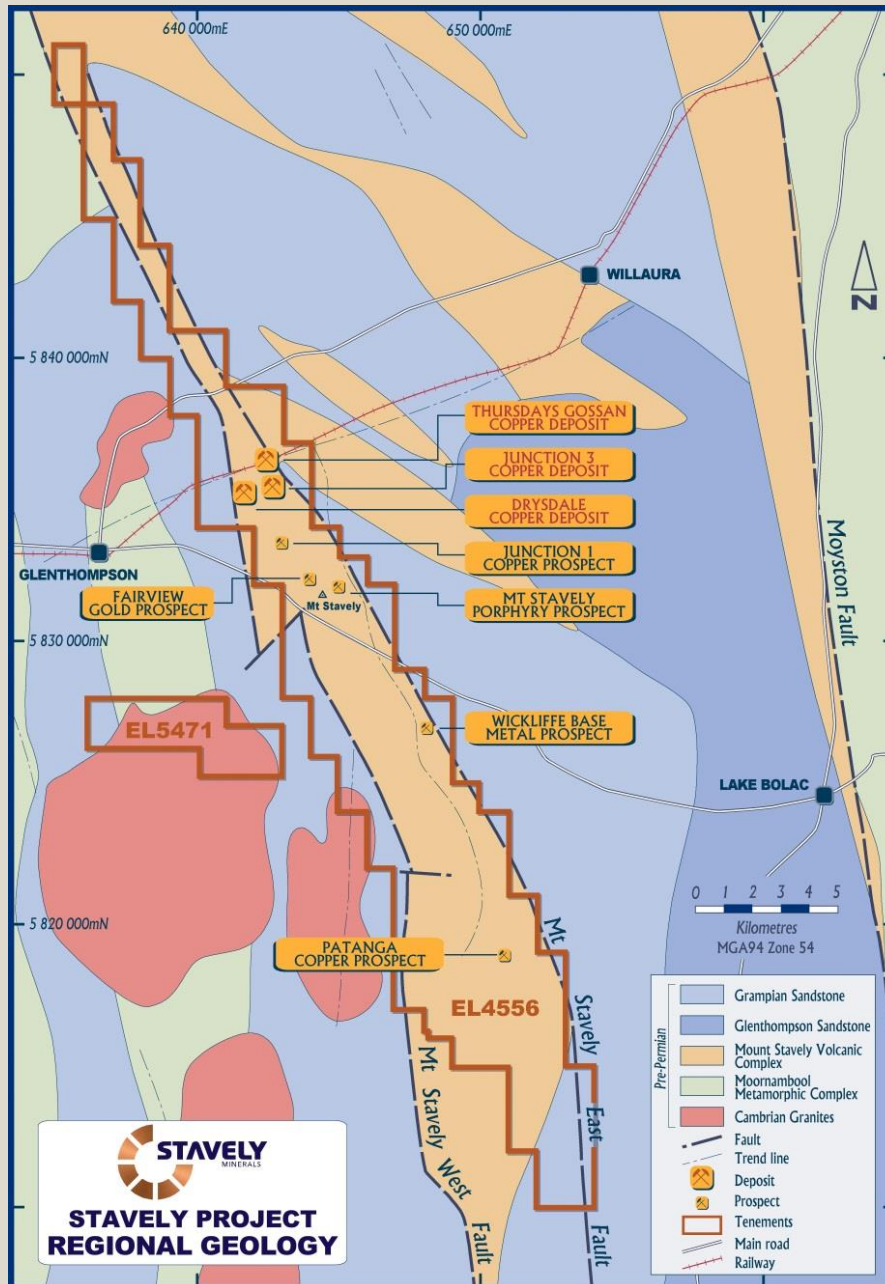 640 000mE
650 000mE
WILLAURA
N
5 840 000mN
THURSDAYS GOSSAN
COPPER DEPOSIT
JUNCTION 3
COPPER DEPOSIT
DRYSDALE
COPPER DEPOSIT
JUNCTION 1
COPPER PROSPECT
GLENTHOMPSON
FAIRVIEW
GOLD PROSPECT
Mt Stavely
MT STAVELY
PORPHYRY PROSPECT
Moyston Fault
5 830 000mN
EL5471
WICKLIFFE BASE
METAL PROSPECT
LAKE BOLAC
5 820 000mN
PATANGA
COPPER PROSPECT
EL4556
Mt Stavely East Fault
Mt Stavely West Fault
0 1 2 3 4 5
Kilometres
MGA94 Zone 54
Pre-Permian
Grampian Sandstone
Glenthompson Sandstone
Mount Stavely Volcanic
Complex
Moornambool
Metamorphic Complex
Cambrian Granites
Fault
Trend line
Deposit
Prospect
Tenements
Main road
Railway
STAVELY
MINERALS
STAVELY PROJECT
REGIONAL GEOLOGY